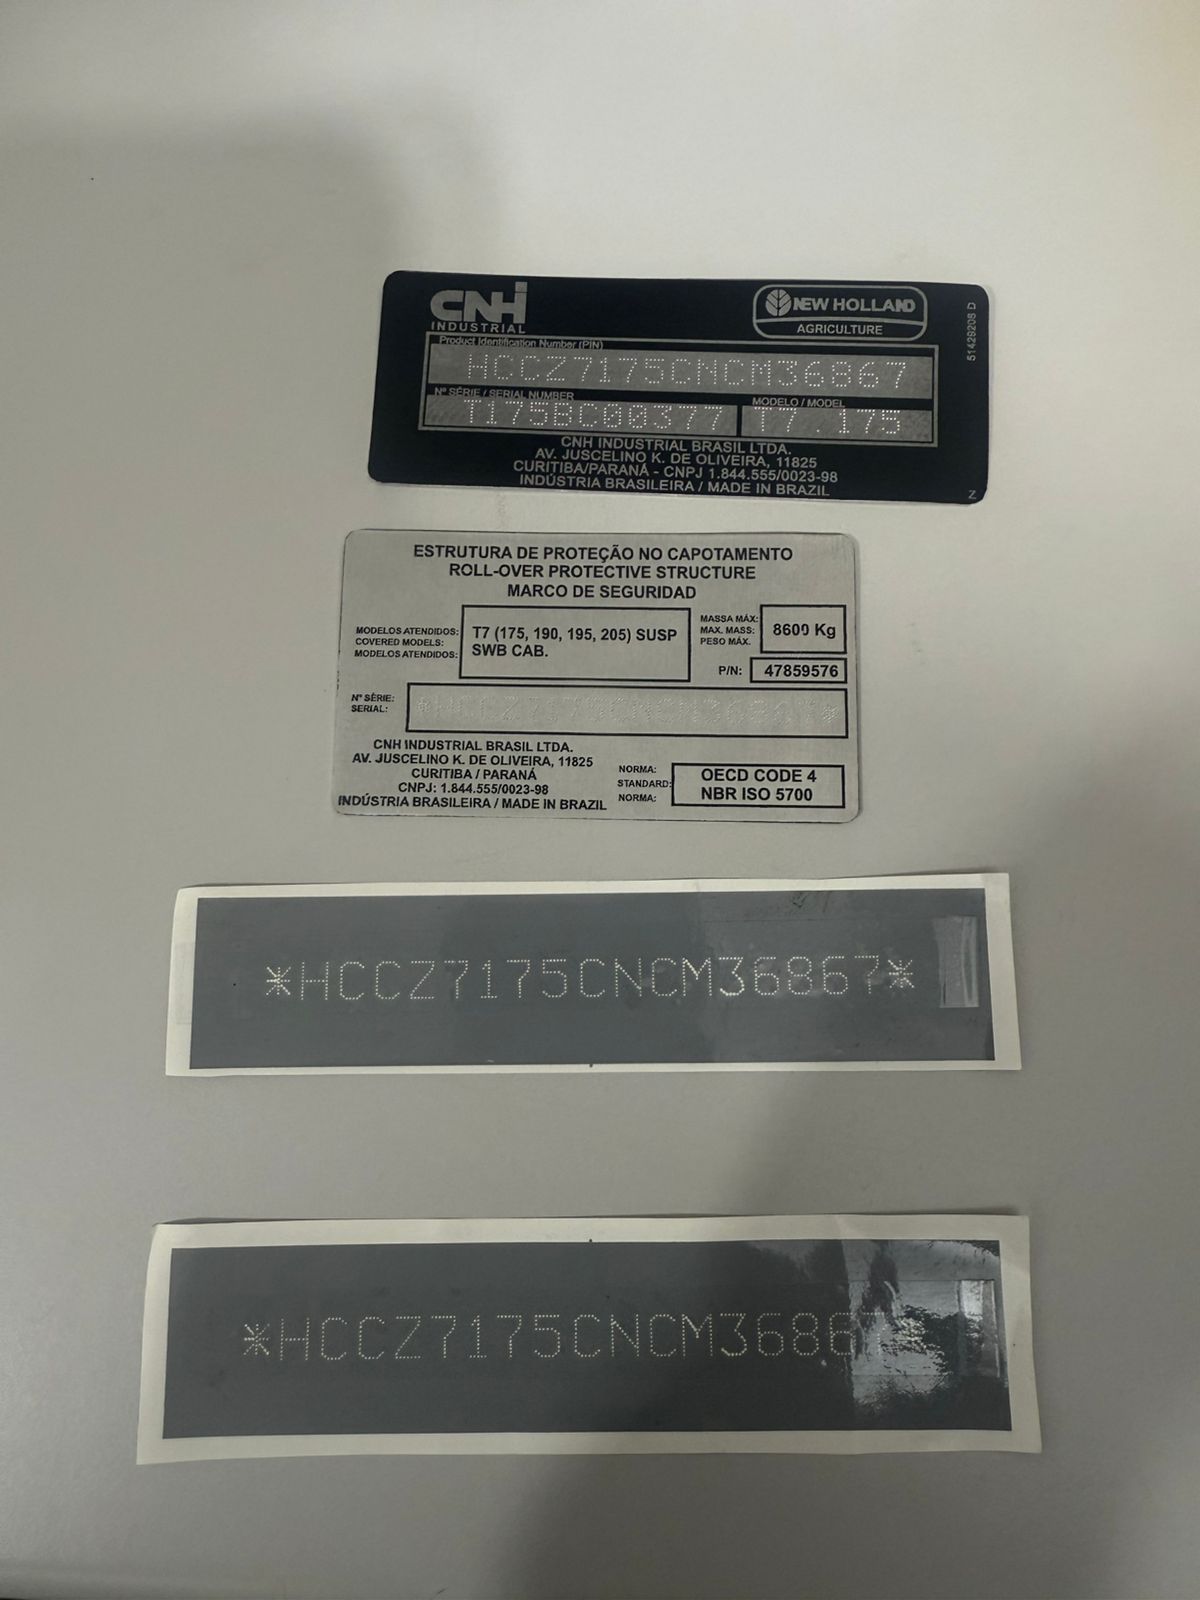 CNH
INDUSTRIAL
NEW HOLLAND
AGRICULTURE
51429208 D
Product Identification Number (PIN)
HCCZ7175CNCM36867
Nº SÉRIE / SERIAL NUMBER
MODELO / MODEL
T175BC00377
T7.175
CNH INDUSTRIAL BRASIL LTDA.
AV. JUSCELINO K. DE OLIVEIRA, 11825
CURITIBA/PARANÁ - CNPJ 1.844.555/0023-98
INDÚSTRIA BRASILEIRA / MADE IN BRAZIL
Z
ESTRUTURA DE PROTEÇÃO NO CAPOTAMENTO
ROLL-OVER PROTECTIVE STRUCTURE
MARCO DE SEGURIDAD
MODELOS ATENDIDOS:
COVERED MODELS:
MODELOS ATENDIDOS:
T7 (175, 190, 195, 205) SUSP
SWB CAB.
MASSA MÁX:
MAX. MASS:
PESO MÁX.
8600 Kg
P/N: 47859576
Nº SÉRIE:
SERIAL:
*HCCZ7175CNCM36867*
CNH INDUSTRIAL BRASIL LTDA.
AV. JUSCELINO K. DE OLIVEIRA, 11825
CURITIBA / PARANÁ
CNPJ: 1.844.555/0023-98
INDÚSTRIA BRASILEIRA / MADE IN BRAZIL
NORMA:
STANDARD:
NORMA:
OECD CODE 4
NBR ISO 5700
*HCCZ7175CNCM36867*
*HCCZ7175CNCM36867*